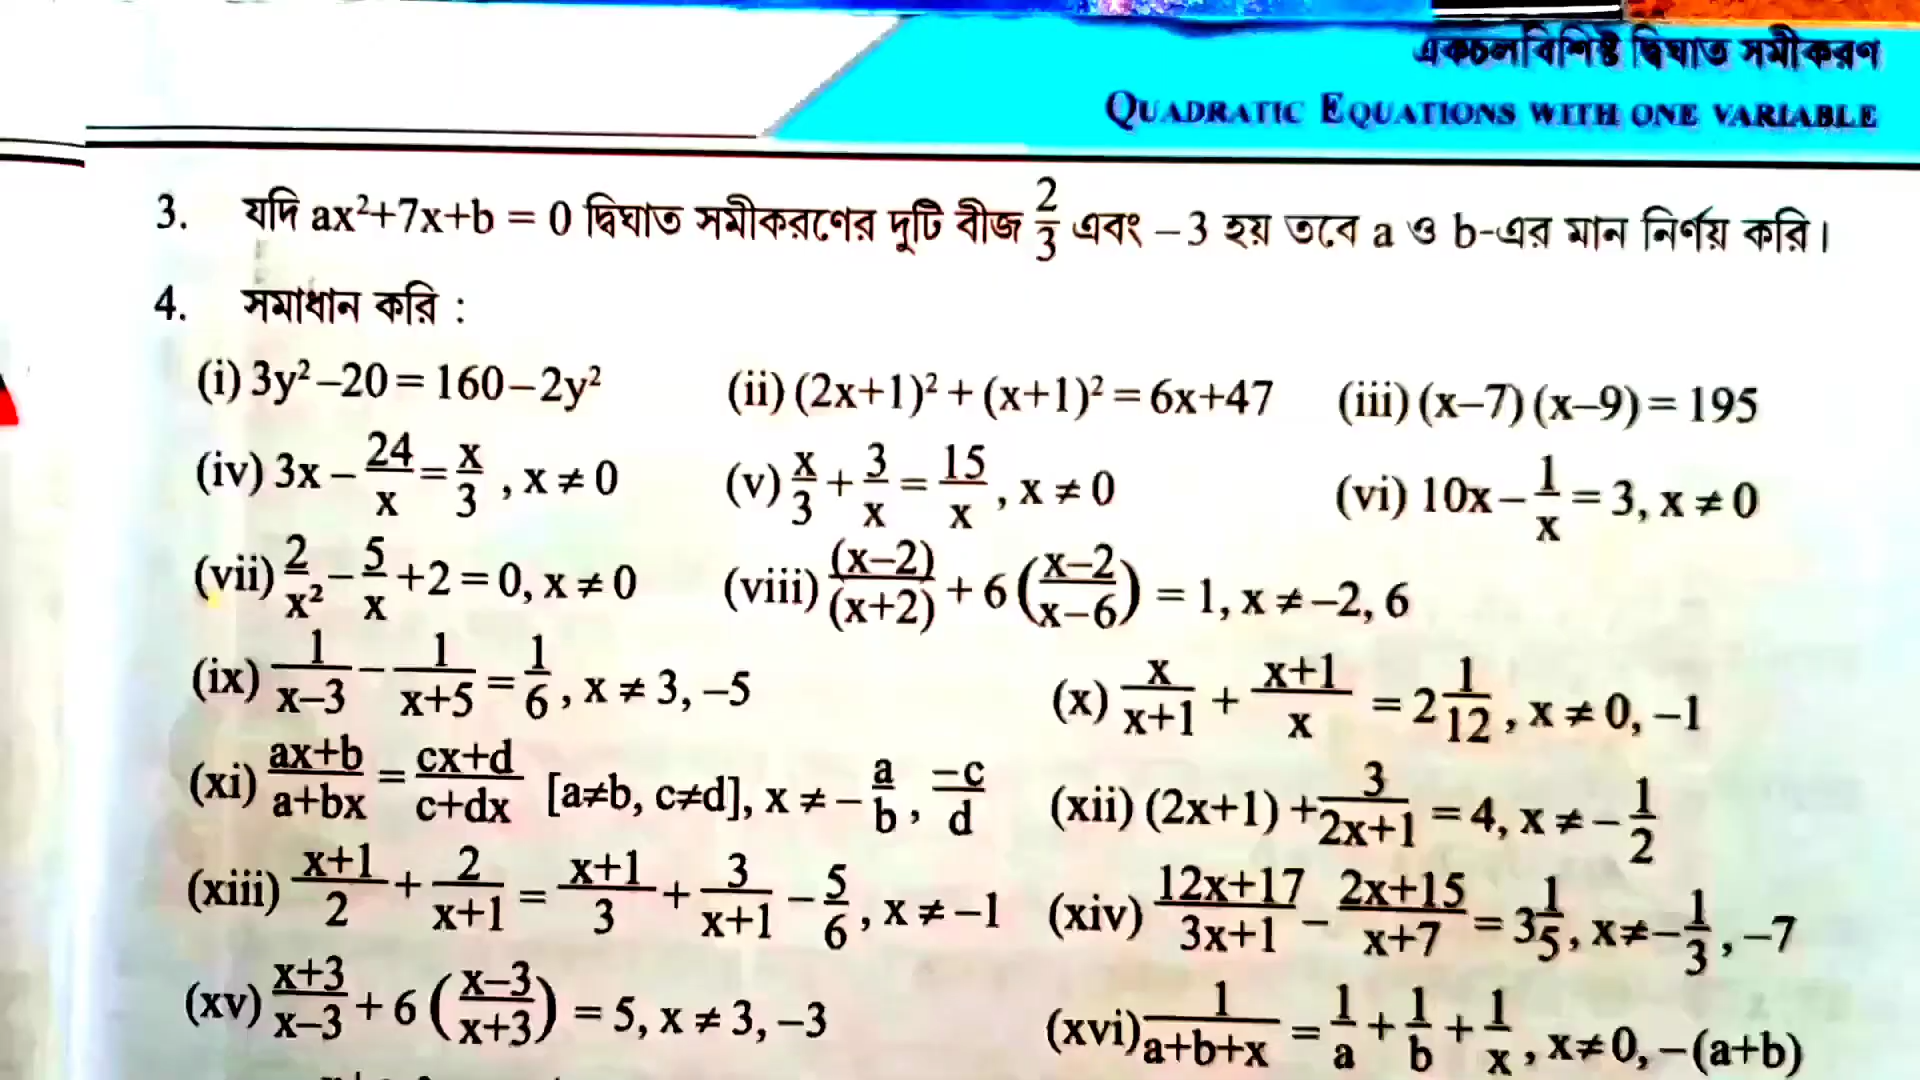 একচলবিশিষ্ট দ্বিঘাত সমীকরণ
QUADRATIC EQUATIONS WITH ONE VARIABLE
3. যদি ax²+7x+b = 0 দ্বিঘাত সমীকরণের দুটি বীজ 2/3 এবং –3 হয় তবে a ও b-এর মান নির্ণয় করি।
4. সমাধান করি :
(i) 3y²–20 = 160–2y² (ii) (2x+1)² + (x+1)² = 6x+47 (iii) (x–7) (x–9) = 195
(iv) 3x – 24/x = x/3 , x ≠ 0 (v) x/3 + 3/x = 15/x , x ≠ 0 (vi) 10x – 1/x = 3, x ≠ 0
(vii) 2/x² – 5/x + 2 = 0, x ≠ 0 (viii) (x–2)/(x+2) + 6 ((x–2)/(x–6)) = 1, x ≠ –2, 6
(ix) 1/(x–3) – 1/(x+5) = 1/6 , x ≠ 3, –5 (x) x/(x+1) + (x+1)/x = 2 1/12 , x ≠ 0, –1
(xi) (ax+b)/(a+bx) = (cx+d)/(c+dx) [a≠b, c≠d], x ≠ – a/b , –c/d (xii) (2x+1) + 3/(2x+1) = 4, x ≠ – 1/2
(xiii) (x+1)/2 + 2/(x+1) = (x+1)/3 + 3/(x+1) – 5/6 , x ≠ –1 (xiv) (12x+17)/(3x+1) – (2x+15)/(x+7) = 3 1/5 , x ≠ – 1/3 , –7
(xv) (x+3)/(x–3) + 6 ((x–3)/(x+3)) = 5, x ≠ 3, –3 (xvi) 1/(a+b+x) = 1/a + 1/b + 1/x , x ≠ 0, –(a+b)